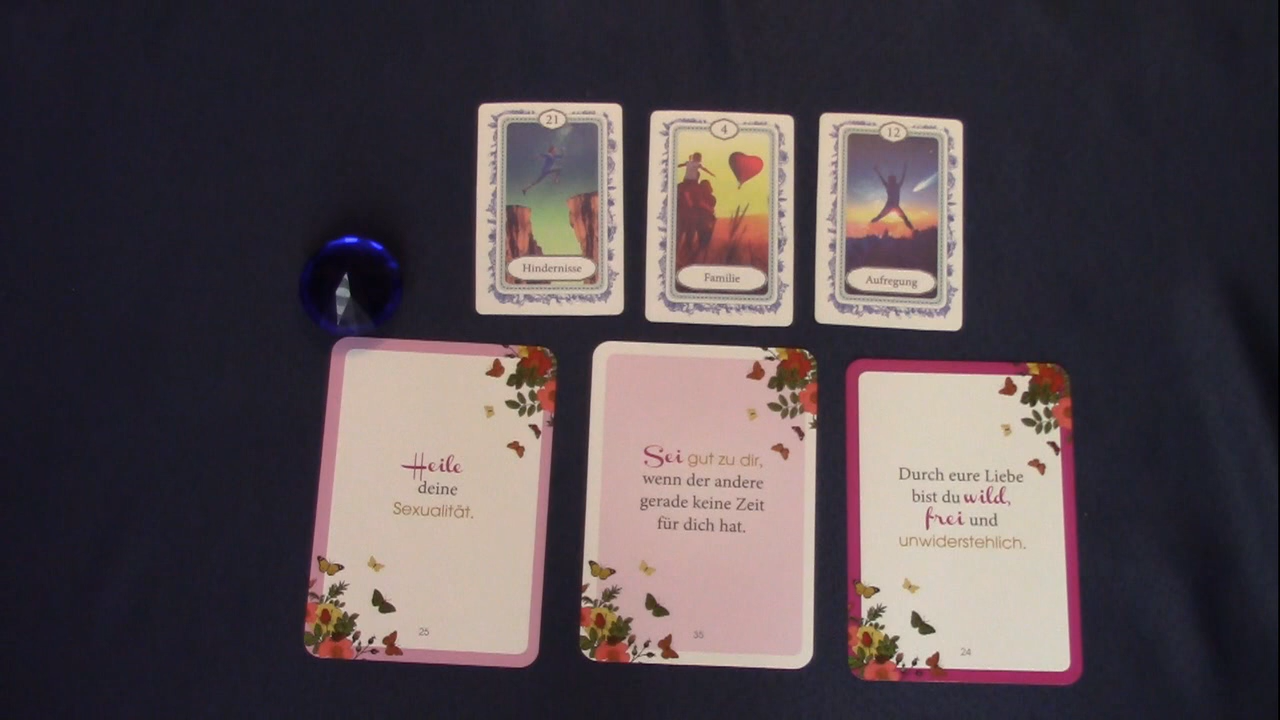 21
Hindernisse
4
Familie
12
Aufregung
Heile
deine
Sexualität.
25
Sei gut zu dir,
wenn der andere
gerade keine Zeit
für dich hat.
35
Durch eure Liebe
bist du wild,
frei und
unwiderstehlich.
24